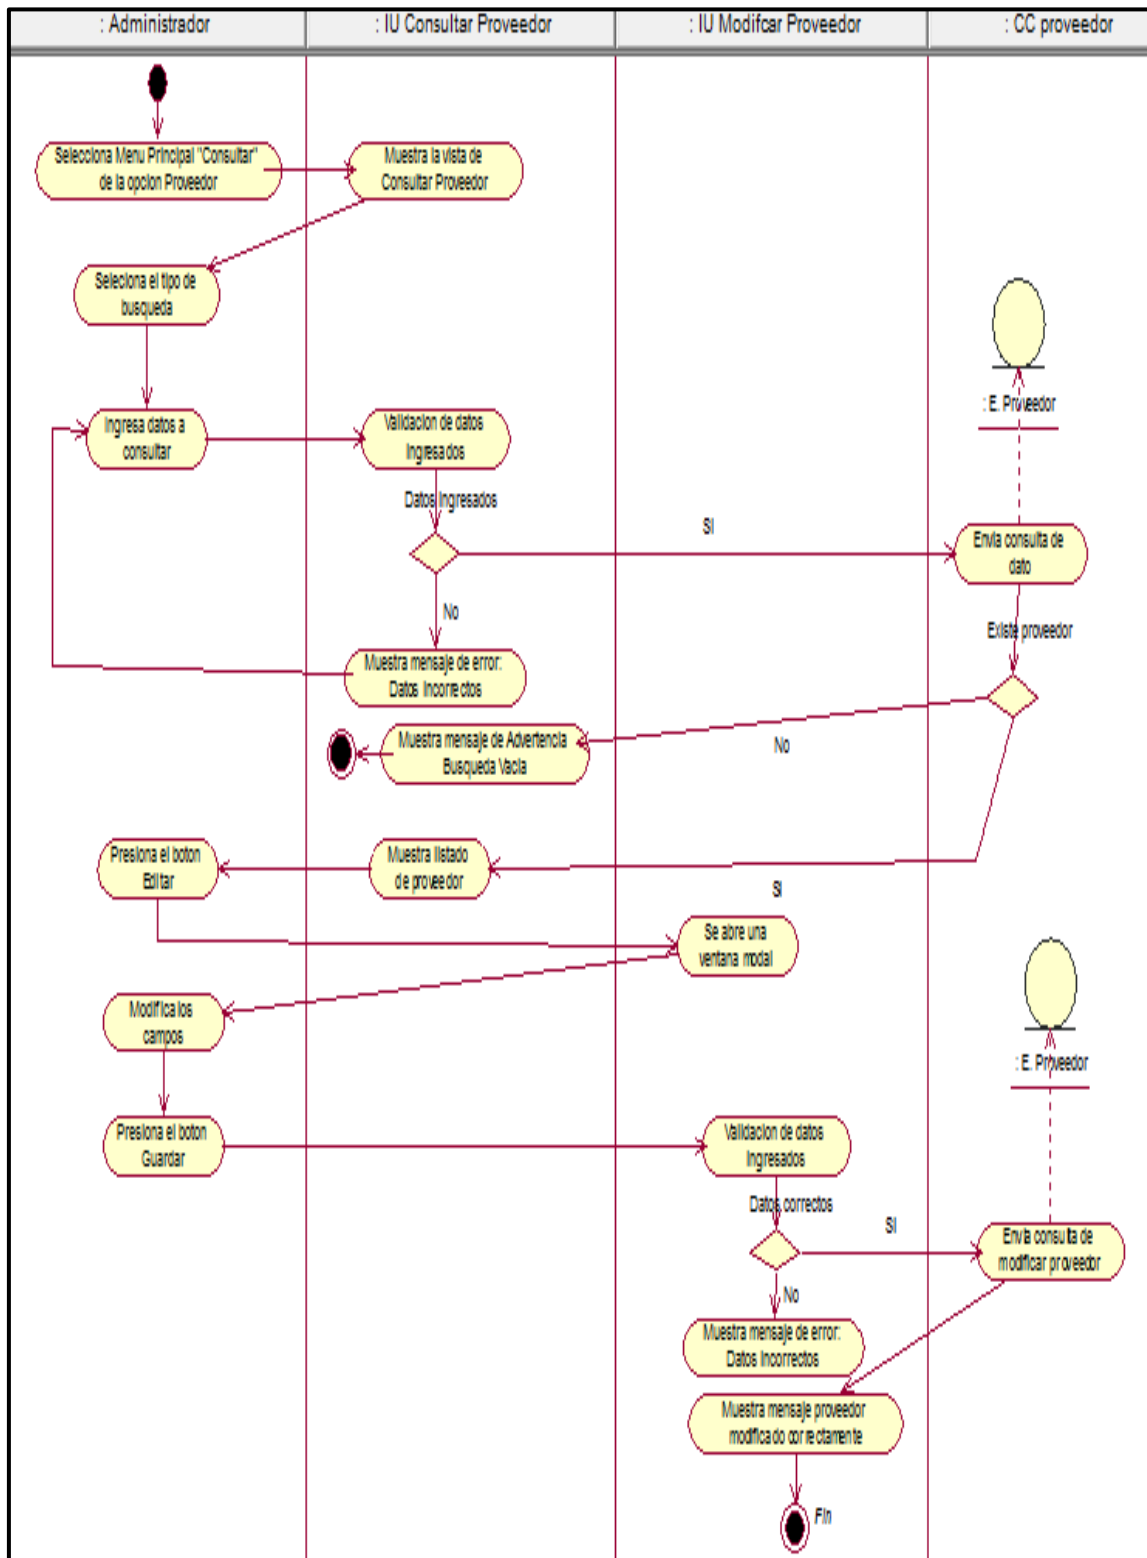 : Administrador
: IU Consultar Proveedor
: IU Modifcar Proveedor
: CC proveedor
Selecciona Menu Principal "Consultar"
de la opcion Proveedor
Muestra la vista de
Consultar Proveedor
Seleciona el tipo de
busqueda
: E. Proveedor
Ingresa datos a
consultar
Validacion de datos
Ingresados
Datos Ingresados
SI
Envia consulta de
dato
No
Existe proveedor
Muestra mensaje de error:
Datos Incorrectos
Muestra mensaje de Advertencia
Busqueda Vacia
No
Presiona el boton
Editar
Muestra listado
de proveedor
SI
Se abre una
ventana modal
Modifica los
campos
: E. Proveedor
Presiona el boton
Guardar
Validacion de datos
Ingresados
Datos correctos
SI
Envia consulta de
modificar proveedor
No
Muestra mensaje de error:
Datos Incorrectos
Muestra mensaje proveedor
modificado correctamente
Fin